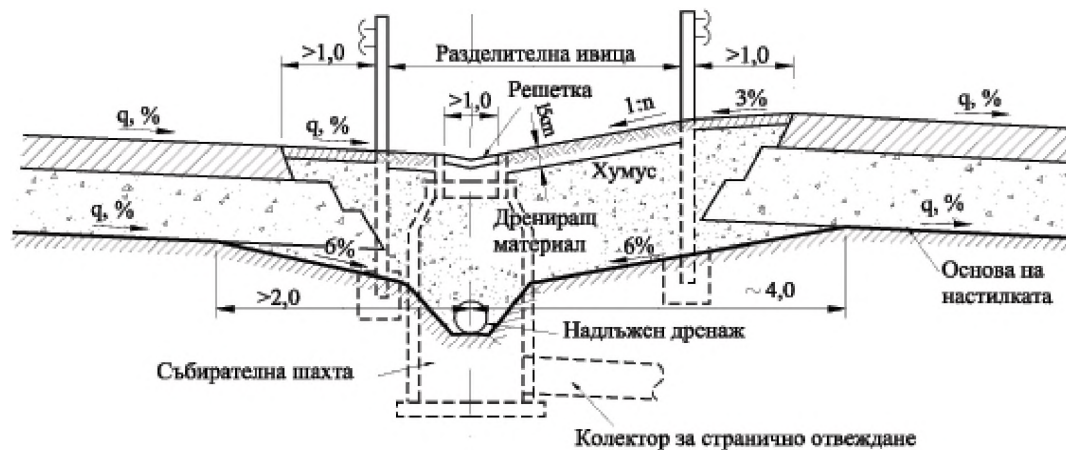 Разделителна ивица
>1,0
>1,0
Решетка
>1,0
15cm
1:n
3%
q, %
q, %
q, %
Хумус
Дрениращ
материал
q, %
q, %
6%
6%
Основа на
настилката
>2,0
~4,0
Надлъжен дренаж
Събирателна шахта
Колектор за странично отвеждане